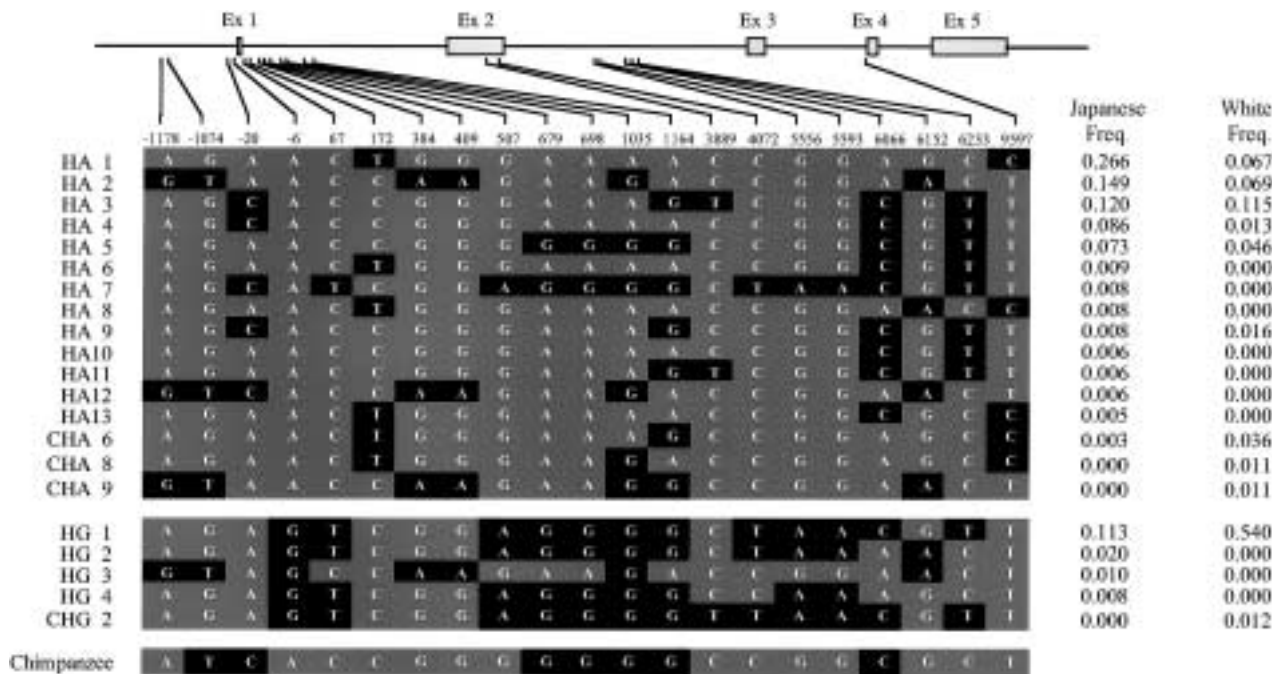 Ex 1 Ex 2 Ex 3 Ex 4 Ex 5
Japanese White
-1178 -1074 -20 -6 67 172 384 409 507 679 698 1035 1164 3889 4072 5556 5593 6066 6152 6233 9597 Freq. Freq.
HA 1 A G A A C T G G G A A A A C C G G A G C C 0.266 0.067
HA 2 G T A A C C A A G A A G A C C G G A A C T 0.149 0.069
HA 3 A G C A C C G G G A A A G T C G G C G T T 0.120 0.115
HA 4 A G C A C C G G G A A A A C C G G C G T T 0.086 0.013
HA 5 A G A A C C G G G G G G G C C G G C G T T 0.073 0.046
HA 6 A G A A C T G G G A A A A C C G G C G T T 0.009 0.000
HA 7 A G C A T C G G A G G G G C T A A C G T T 0.008 0.000
HA 8 A G A A C T G G G A A A A C C G G A A C C 0.008 0.000
HA 9 A G C A C C G G G A A A G C C G G C G T T 0.008 0.016
HA10 A G A A C C G G G A A A A C C G G C G T T 0.006 0.000
HA11 A G A A C C G G G A A A G T C G G C G T T 0.006 0.000
HA12 G T C A C C A A G A A G A C C G G A A C T 0.006 0.000
HA13 A G A A C T G G G A A A A C C G G C G C C 0.005 0.000
CHA 6 A G A A C T G G G A A A G C C G G A G C C 0.003 0.036
CHA 8 A G A A C T G G G A A G A C C G G A G C C 0.000 0.011
CHA 9 G T A A C C A A G A A G G C C G G A A C T 0.000 0.011
HG 1 A G A G T C G G A G G G G C T A A C G T T 0.113 0.540
HG 2 A G A G T C G G A G G G G C T A A A A C T 0.020 0.000
HG 3 G T A G C C A A G A A G A C C G G A A C T 0.010 0.000
HG 4 A G A G T C G G A G G G G C C A A A G C T 0.008 0.000
CHG 2 A G A G T C G G A G G G G T T A A C G T T 0.000 0.012
Chimpanzee A T C A C C G G G G G G G C C G G C G C T